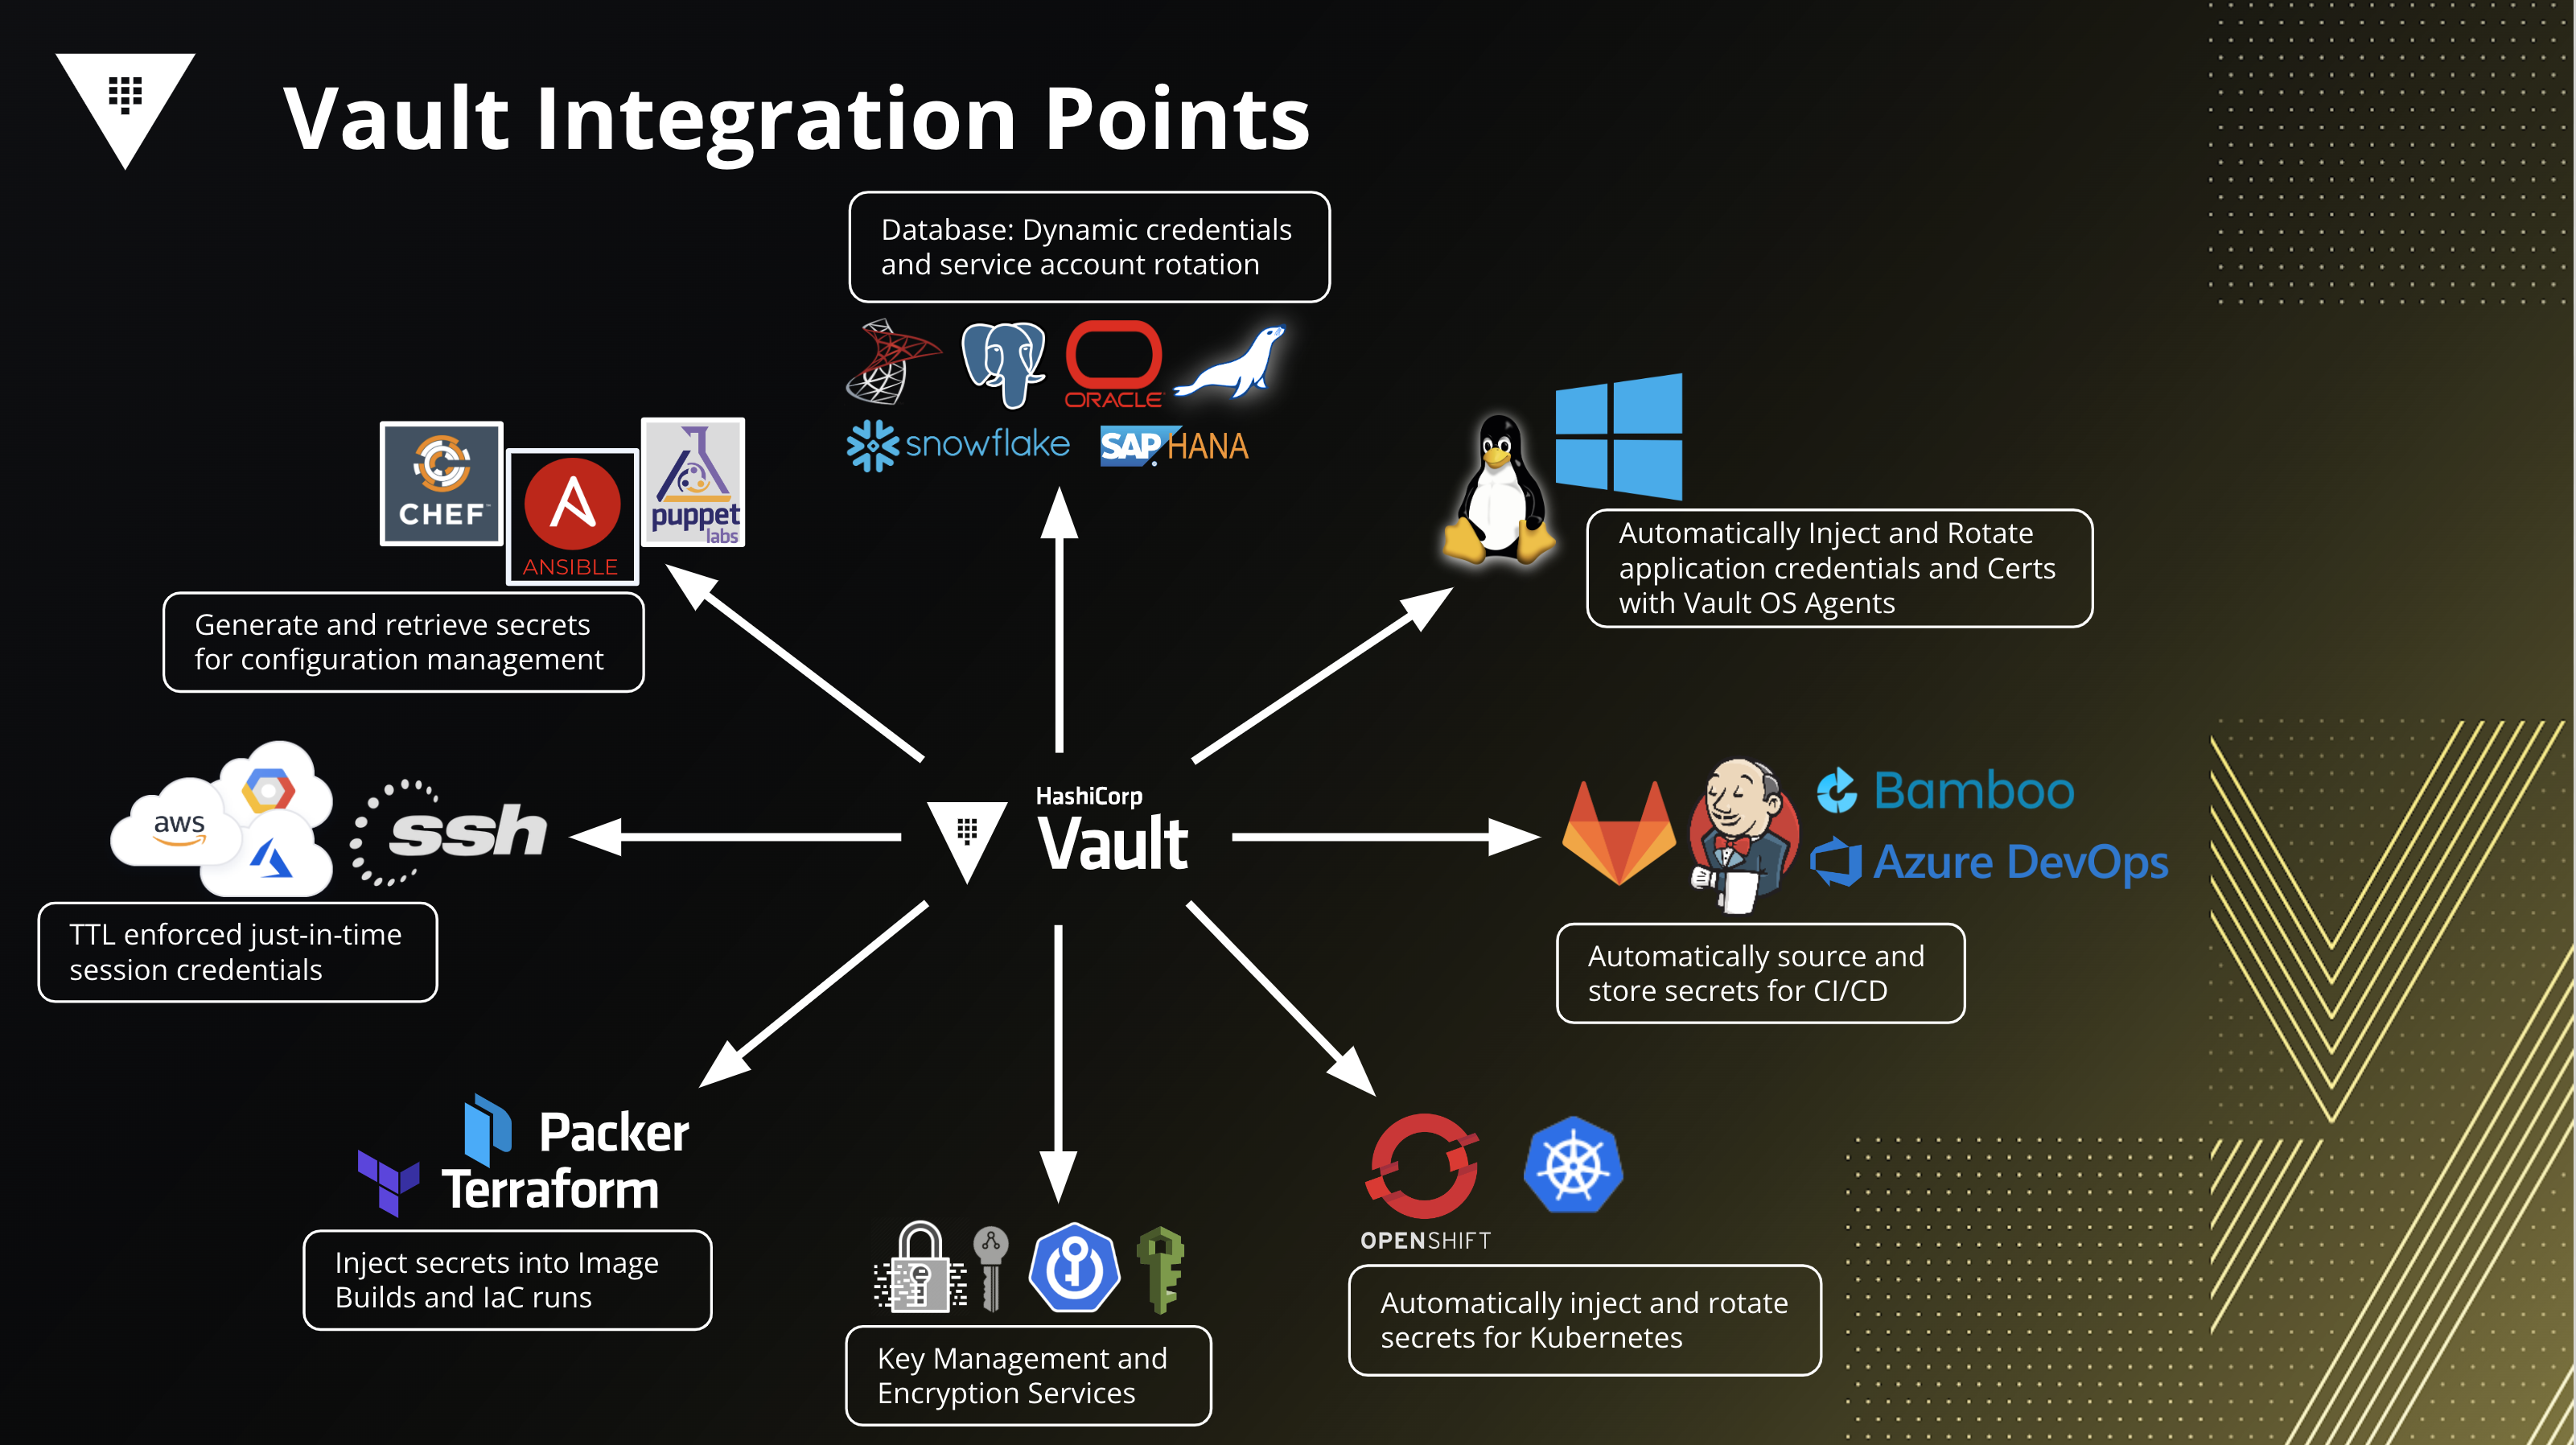 Vault Integration Points
Database: Dynamic credentials
and service account rotation
ORACLE
snowflake
SAP HANA
CHEF™
ANSIBLE
puppet
labs
Generate and retrieve secrets
for configuration management
Automatically Inject and Rotate
application credentials and Certs
with Vault OS Agents
aws
ssh
TTL enforced just-in-time
session credentials
HashiCorp
Vault
Bamboo
Azure DevOps
Automatically source and
store secrets for CI/CD
Packer
Terraform
Inject secrets into Image
Builds and IaC runs
Key Management and
Encryption Services
OPENSHIFT
Automatically inject and rotate
secrets for Kubernetes